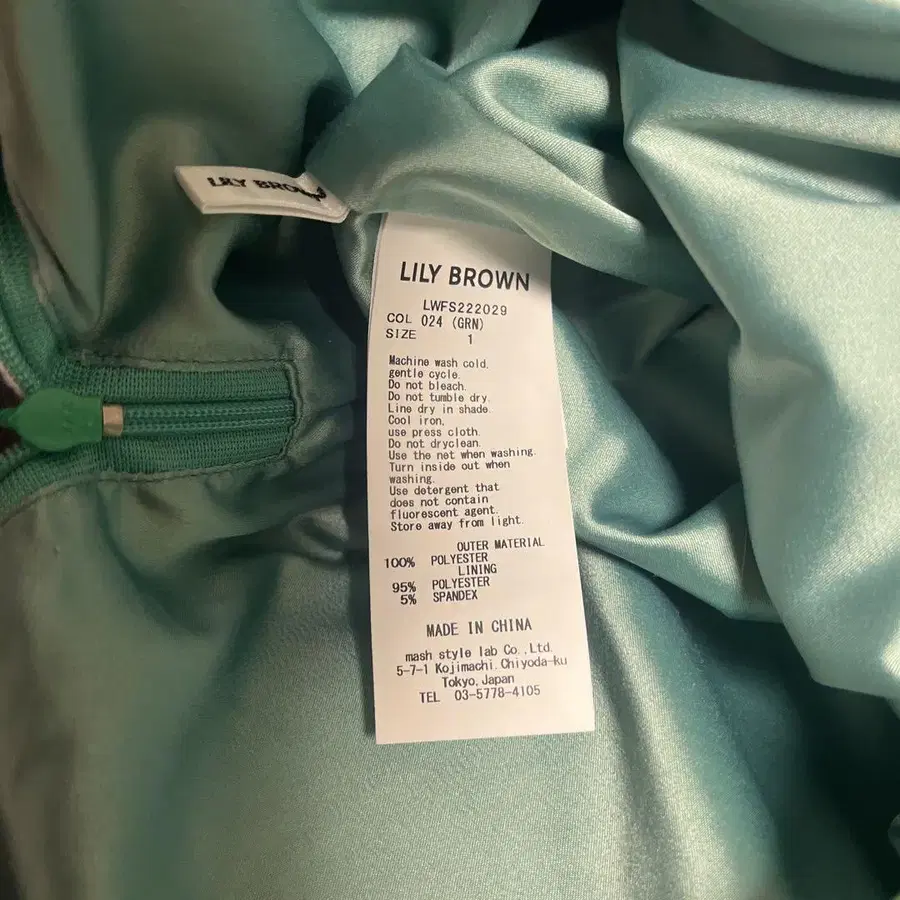 LILY BROWN
LILY BROWN
LWFS222029
COL 024 (GRN)
SIZE 1
Machine wash cold,
gentle cycle.
Do not bleach.
Do not tumble dry.
Line dry in shade.
Cool iron,
use press cloth.
Do not dryclean.
Use the net when washing.
Turn inside out when
washing.
Use detergent that
does not contain
fluorescent agent.
Store away from light.
OUTER MATERIAL
100% POLYESTER
LINING
95% POLYESTER
5% SPANDEX
MADE IN CHINA
mash style lab Co.,Ltd.
5-7-1 Kojimachi,Chiyoda-ku
Tokyo,Japan
TEL 03-5778-4105